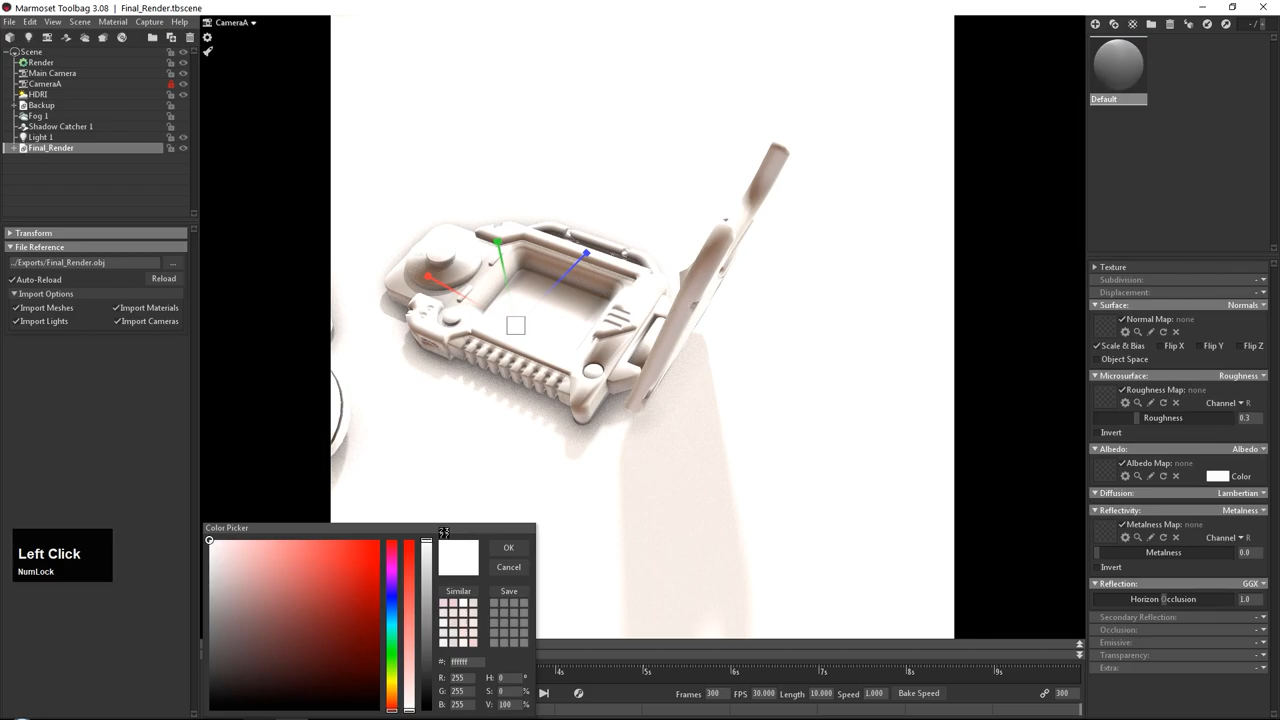 Marmoset Toolbag 3.08 | Final_Render.tbscene
File Edit View Scene Material Capture Help
CameraA
Scene
Render
Main Camera
CameraA
HDRI
Backup
Fog 1
Shadow Catcher 1
Light 1
Final_Render
Transform
File Reference
../Exports/Final_Render.obj
...
Auto-Reload
Reload
Import Options
Import Meshes
Import Materials
Import Lights
Import Cameras
Left Click
NumLock
Color Picker
OK
Cancel
Similar
Save
#: ffffff
R: 255 H: 0 °
G: 255 S: 0 %
B: 255 V: 100 %
4s 5s 6s 7s 8s 9s
Frames 300 FPS 30.000 Length 10.000 Speed 1.000 Bake Speed 300
- / -
Default
Texture
Subdivision: -
Displacement: -
Surface: Normals
Normal Map: none
Scale & Bias Flip X Flip Y Flip Z
Object Space
Microsurface: Roughness
Roughness Map: none
Channel R
Roughness 0.3
Invert
Albedo: Albedo
Albedo Map: none
Color
Diffusion: Lambertian
Reflectivity: Metalness
Metalness Map: none
Channel R
Metalness 0.0
Invert
Reflection: GGX
Horizon Occlusion 1.0
Secondary Reflection: -
Occlusion: -
Emissive: -
Transparency: -
Extra: -